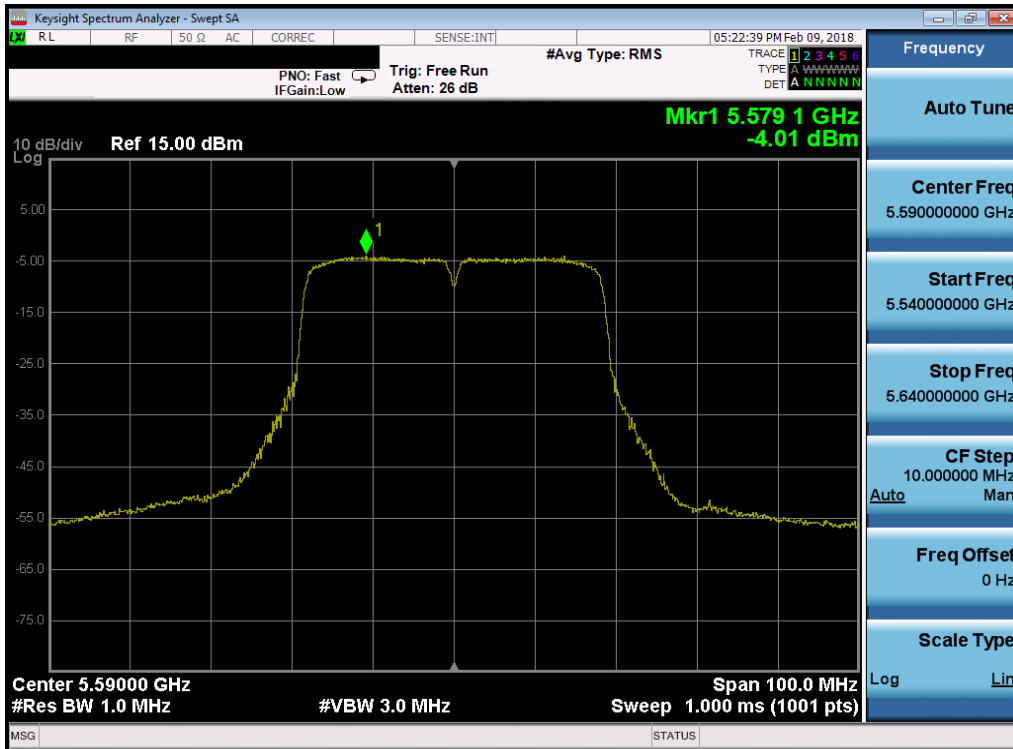 Keysight Spectrum Analyzer - Swept SA
LXI RL RF 50 Ω AC CORREC SENSE:INT 05:22:39 PM Feb 09, 2018
#Avg Type: RMS
TRACE 1 2 3 4 5 6
TYPE A WWWWW
DET A N N N N N
PNO: Fast Trig: Free Run
IFGain:Low Atten: 26 dB
Mkr1 5.579 1 GHz
-4.01 dBm
10 dB/div Ref 15.00 dBm
Log
5.00
-5.00
-15.0
-25.0
-35.0
-45.0
-55.0
-65.0
-75.0
1
Center 5.59000 GHz Span 100.0 MHz
#Res BW 1.0 MHz #VBW 3.0 MHz Sweep 1.000 ms (1001 pts)
MSG STATUS
Frequency
Auto Tune
Center Freq
5.590000000 GHz
Start Freq
5.540000000 GHz
Stop Freq
5.640000000 GHz
CF Step
10.000000 MHz
Auto Man
Freq Offset
0 Hz
Scale Type
Log Lin